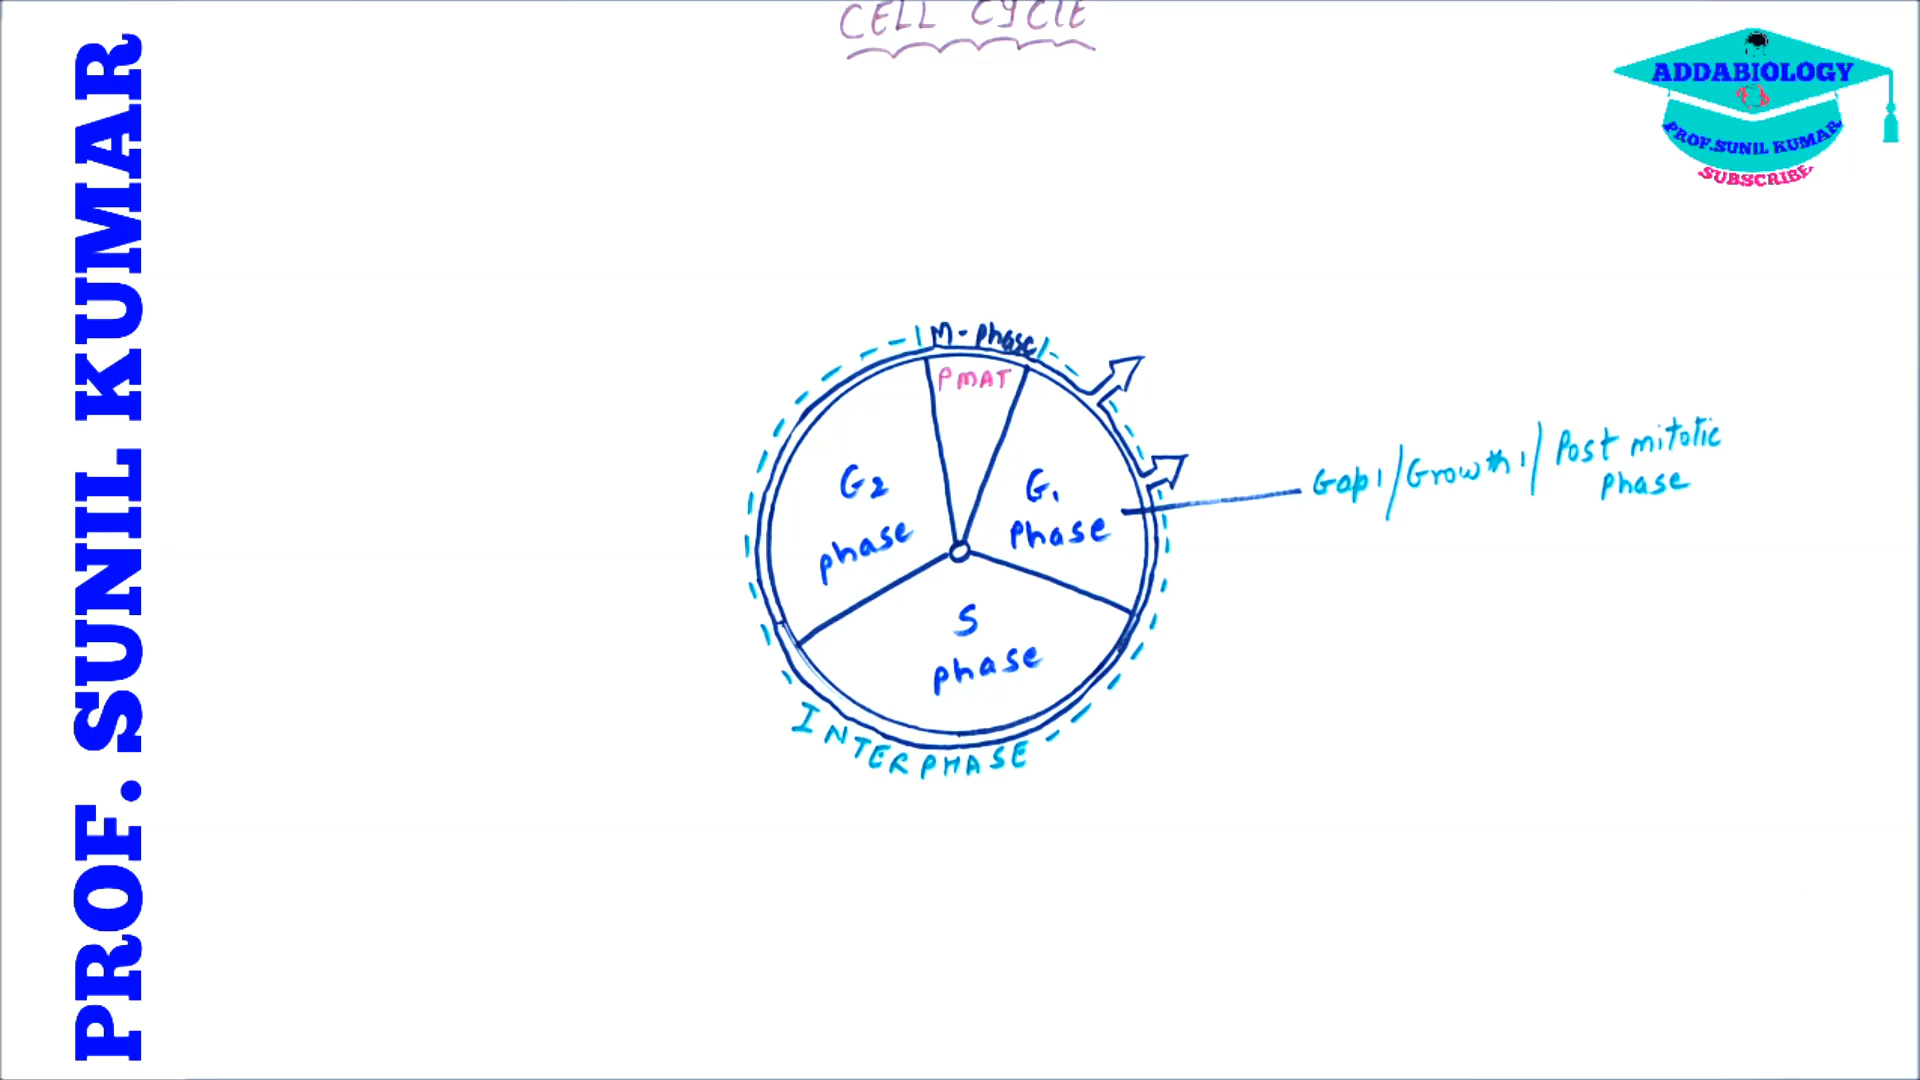 CELL CYCLE
PROF. SUNIL KUMAR
ADDABIOLOGY
PROF.SUNIL KUMAR
SUBSCRIBE
M-phase
PMAT
G2
phase
G1
Phase
Gap1/Growth1/Post mitotic
Phase
S
phase
INTERPHASE